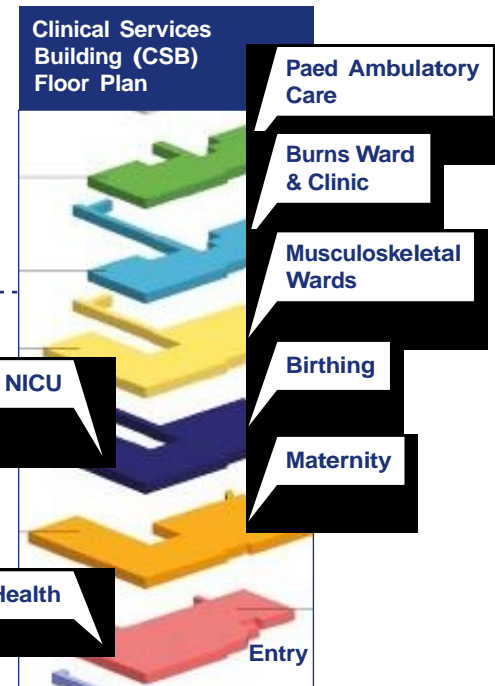 Clinical Services
Building (CSB)
Floor Plan
Paed Ambulatory
Care
Burns Ward
& Clinic
Musculoskeletal
Wards
Birthing
NICU
Maternity
Health
Entry